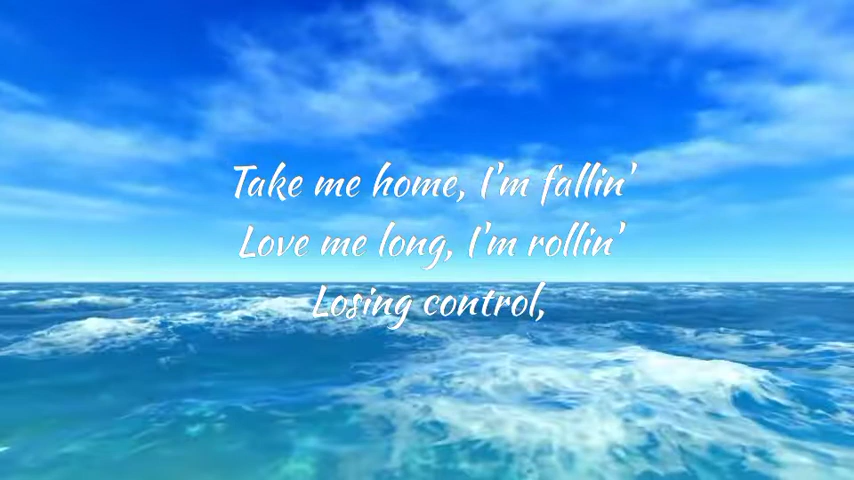 Take me home, I'm fallin'
Love me long, I'm rollin'
Losing control,